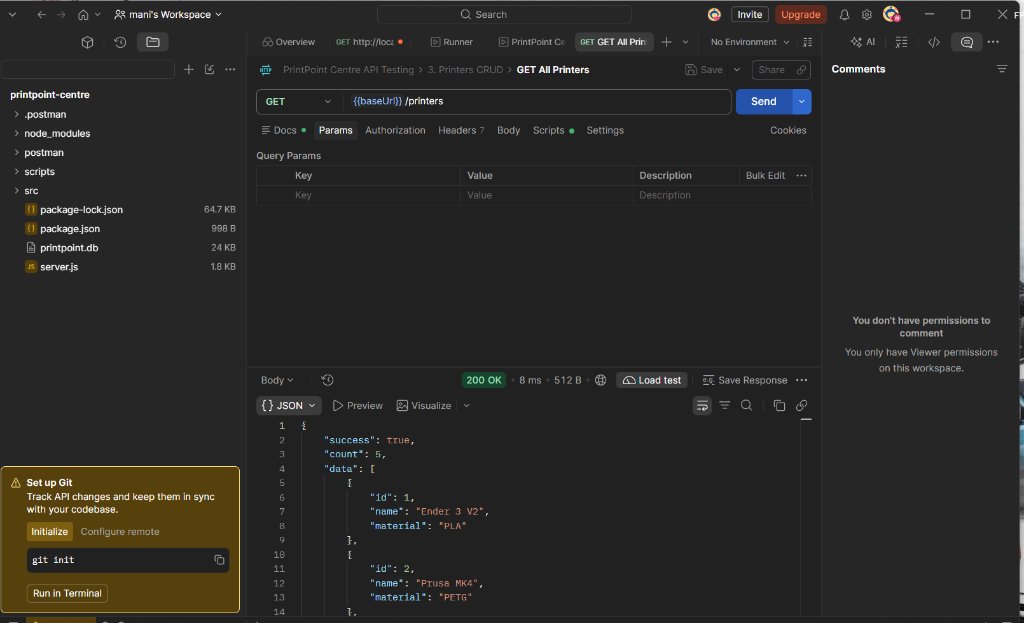 mani's Workspace
Search
Invite
Upgrade
Overview
GET http://loca
Runner
PrintPoint Ce
GET GET All Prin
No Environment
AI
printpoint-centre
.postman
node_modules
postman
scripts
src
package-lock.json 64.7 KB
package.json 998 B
printpoint.db 24 KB
JS server.js 1.8 KB
HTTP PrintPoint Centre API Testing > 3. Printers CRUD > GET All Printers
Save
Share
GET {{baseUrl}} /printers
Send
Docs Params Authorization Headers 7 Body Scripts Settings Cookies
Query Params
Key Value Description Bulk Edit
Key Value Description
Comments
You don't have permissions to
comment
You only have Viewer permissions
on this workspace.
Body 200 OK 8 ms 512 B Load test Save Response
{} JSON Preview Visualize
1 {
2 "success": true,
3 "count": 5,
4 "data": [
5 {
6 "id": 1,
7 "name": "Ender 3 V2",
8 "material": "PLA"
9 },
10 {
11 "id": 2,
12 "name": "Prusa MK4",
13 "material": "PETG"
14 },
Set up Git
Track API changes and keep them in sync
with your codebase.
Initialize Configure remote
git init
Run in Terminal